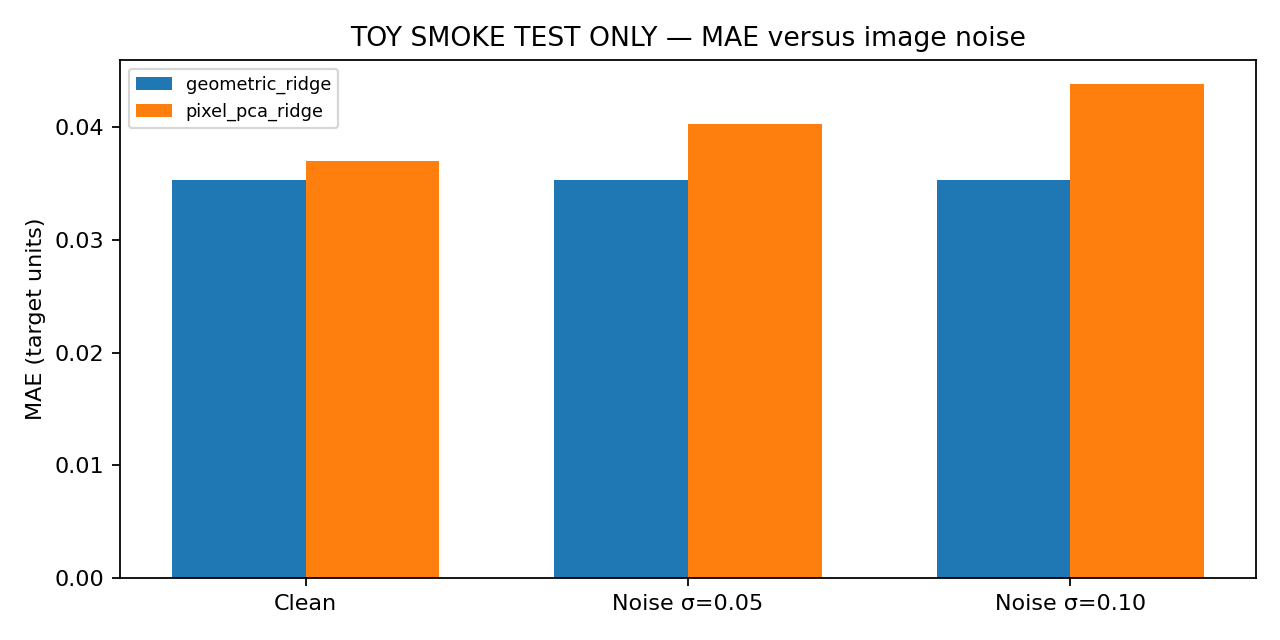 TOY SMOKE TEST ONLY — MAE versus image noise
geometric_ridge
pixel_pca_ridge
MAE (target units)
0.04
0.03
0.02
0.01
0.00
Clean
Noise σ=0.05
Noise σ=0.10